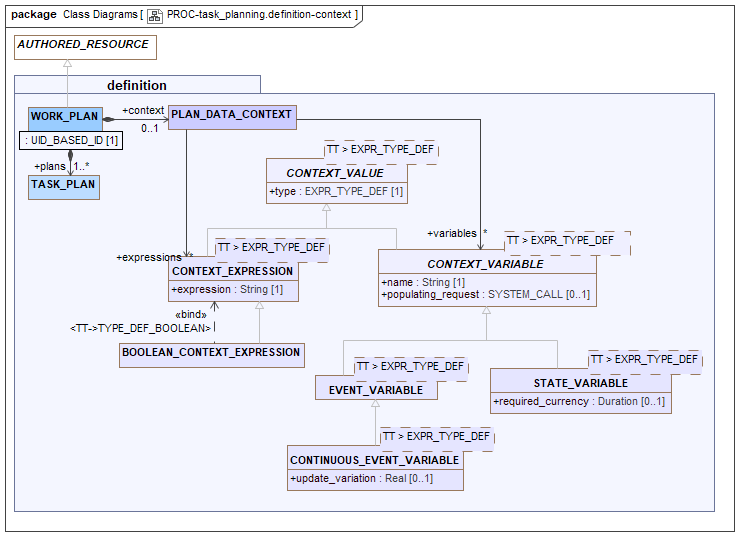 package Class Diagrams [ PROC-task_planning.definition-context ]
AUTHORED_RESOURCE
definition
WORK_PLAN
: UID_BASED_ID [1]
+context
0..1
PLAN_DATA_CONTEXT
+plans 1..*
TASK_PLAN
TT > EXPR_TYPE_DEF
CONTEXT_VALUE
+type : EXPR_TYPE_DEF [1]
+expressions *
TT > EXPR_TYPE_DEF
CONTEXT_EXPRESSION
+expression : String [1]
+variables *
TT > EXPR_TYPE_DEF
CONTEXT_VARIABLE
+name : String [1]
+populating_request : SYSTEM_CALL [0..1]
«bind»
<TT->TYPE_DEF_BOOLEAN>
BOOLEAN_CONTEXT_EXPRESSION
TT > EXPR_TYPE_DEF
EVENT_VARIABLE
TT > EXPR_TYPE_DEF
STATE_VARIABLE
+required_currency : Duration [0..1]
TT > EXPR_TYPE_DEF
CONTINUOUS_EVENT_VARIABLE
+update_variation : Real [0..1]